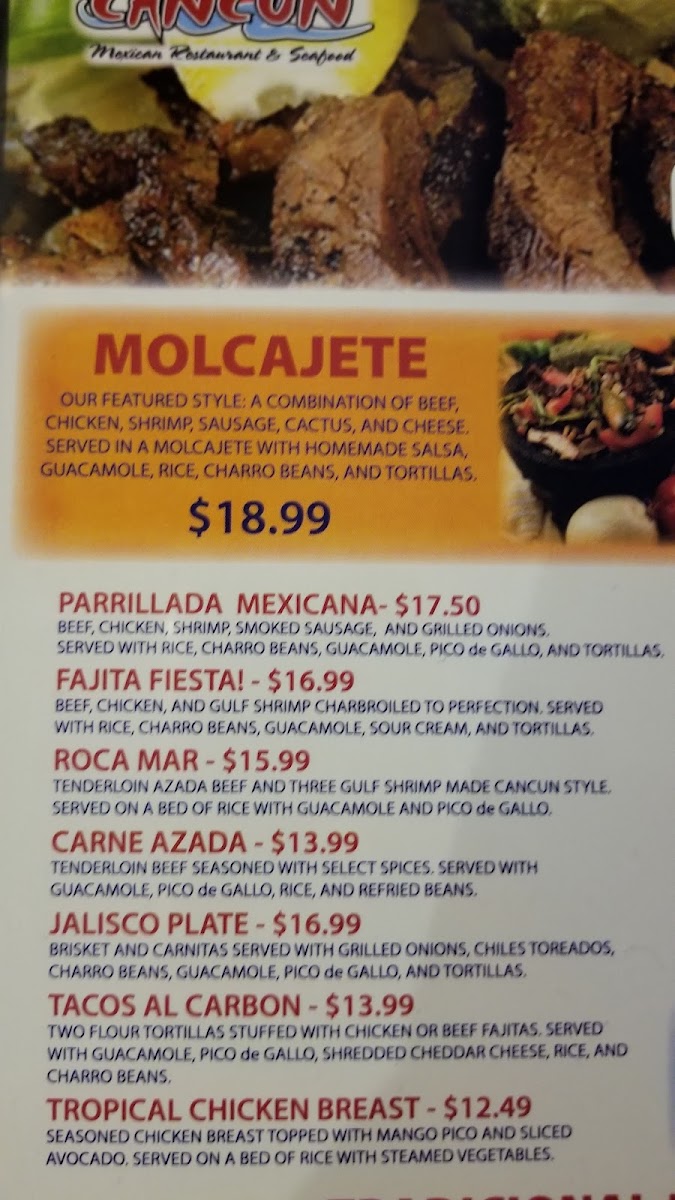 CANCUN
Mexican Restaurant & Seafood
MOLCAJETE
OUR FEATURED STYLE: A COMBINATION OF BEEF,
CHICKEN, SHRIMP, SAUSAGE, CACTUS, AND CHEESE.
SERVED IN A MOLCAJETE WITH HOMEMADE SALSA,
GUACAMOLE, RICE, CHARRO BEANS, AND TORTILLAS.
$18.99
PARRILLADA MEXICANA- $17.50
BEEF, CHICKEN, SHRIMP, SMOKED SAUSAGE, AND GRILLED ONIONS.
SERVED WITH RICE, CHARRO BEANS, GUACAMOLE, PICO de GALLO, AND TORTILLAS.
FAJITA FIESTA! - $16.99
BEEF, CHICKEN, AND GULF SHRIMP CHARBROILED TO PERFECTION. SERVED
WITH RICE, CHARRO BEANS, GUACAMOLE, SOUR CREAM, AND TORTILLAS.
ROCA MAR - $15.99
TENDERLOIN AZADA BEEF AND THREE GULF SHRIMP MADE CANCUN STYLE.
SERVED ON A BED OF RICE WITH GUACAMOLE AND PICO de GALLO.
CARNE AZADA - $13.99
TENDERLOIN BEEF SEASONED WITH SELECT SPICES. SERVED WITH
GUACAMOLE, PICO de GALLO, RICE, AND REFRIED BEANS.
JALISCO PLATE - $16.99
BRISKET AND CARNITAS SERVED WITH GRILLED ONIONS, CHILES TOREADOS,
CHARRO BEANS, GUACAMOLE, PICO de GALLO, AND TORTILLAS.
TACOS AL CARBON - $13.99
TWO FLOUR TORTILLAS STUFFED WITH CHICKEN OR BEEF FAJITAS. SERVED
WITH GUACAMOLE, PICO de GALLO, SHREDDED CHEDDAR CHEESE, RICE, AND
CHARRO BEANS.
TROPICAL CHICKEN BREAST - $12.49
SEASONED CHICKEN BREAST TOPPED WITH MANGO PICO AND SLICED
AVOCADO. SERVED ON A BED OF RICE WITH STEAMED VEGETABLES.